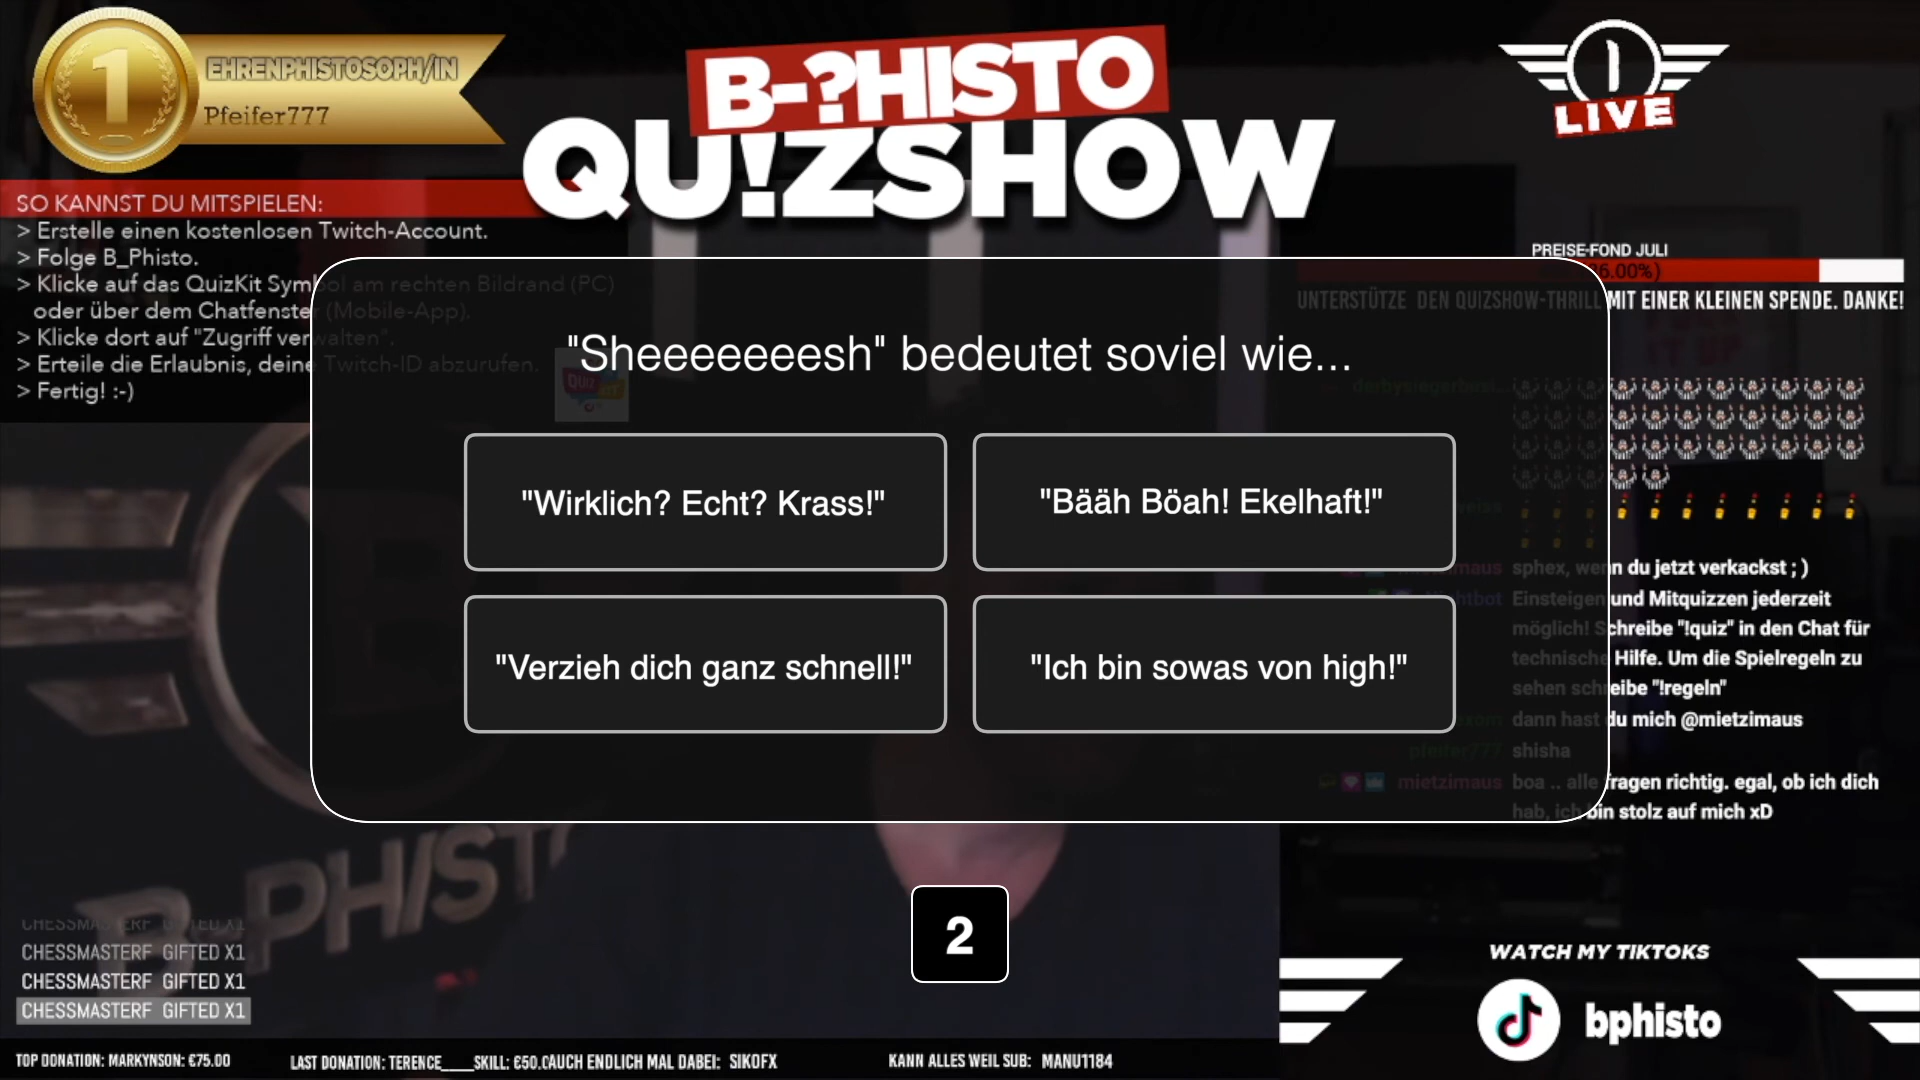 EHRENPHISTOSOPH/IN
Pfeifer777
B-?HISTO
QU!ZSHOW
LIVE
SO KANNST DU MITSPIELEN:
> Erstelle einen kostenlosen Twitch-Account.
> Folge B_Phisto.
> Klicke auf das QuizKit Symbol am rechten Bildrand (PC)
oder über dem Chatfenster (Mobile-App).
> Klicke dort auf "Zugriff verwalten".
> Erteile die Erlaubnis, deine Twitch-ID abzurufen.
> Fertig! :-)
PREISE-FOND JULI
UNTERSTÜTZE DEN QUIZSHOW-THRILL MIT EINER KLEINEN SPENDE. DANKE!
"Sheeeeeeeesh" bedeutet soviel wie...
"Wirklich? Echt? Krass!"
"Bääh Böah! Ekelhaft!"
"Verzieh dich ganz schnell!"
"Ich bin sowas von high!"
sphex, wenn du jetzt verkackst ; )
Einsteigen und Mitquizzen jederzeit
möglich! Schreibe "!quiz" in den Chat für
technische Hilfe. Um die Spielregeln zu
sehen schreibe "!regeln"
dann hast du mich @mietzimaus
pfeifer777 shisha
mietzimaus boa .. alle fragen richtig. egal, ob ich dich
hab, ich bin stolz auf mich xD
2
B-PHIST
CHESSMASTERF GIFTED X1
CHESSMASTERF GIFTED X1
CHESSMASTERF GIFTED X1
CHESSMASTERF GIFTED X1
WATCH MY TIKTOKS
bphisto
TOP DONATION: MARKYNSON: €75.00
LAST DONATION: TERENCE____SKILL: €50.0
AUCH ENDLICH MAL DABEI: SIKOFX
KANN ALLES WEIL SUB: MANU1184